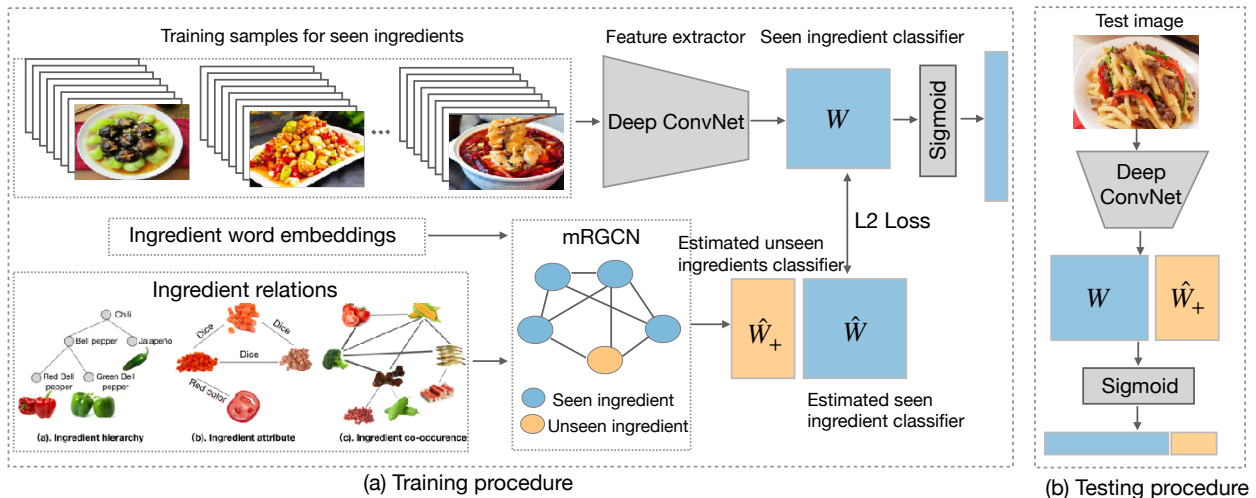 Training samples for seen ingredients
Feature extractor
Seen ingredient classifier
Deep ConvNet
W
Sigmoid
...
L2 Loss
Ingredient word embeddings
mRGCN
Estimated unseen
ingredients classifier
Ŵ₊
Ŵ
Estimated seen
ingredient classifier
Seen ingredient
Unseen ingredient
Ingredient relations
Chili
Bell pepper
Jalapeño
Red Bell
pepper
Green Bell
pepper
(a). Ingredient hierarchy
Dice
Dice
Dice
Red color
(b). Ingredient attribute
(c). Ingredient co-occurence
(a) Training procedure
Test image
Deep
ConvNet
W
Ŵ₊
Sigmoid
(b) Testing procedure